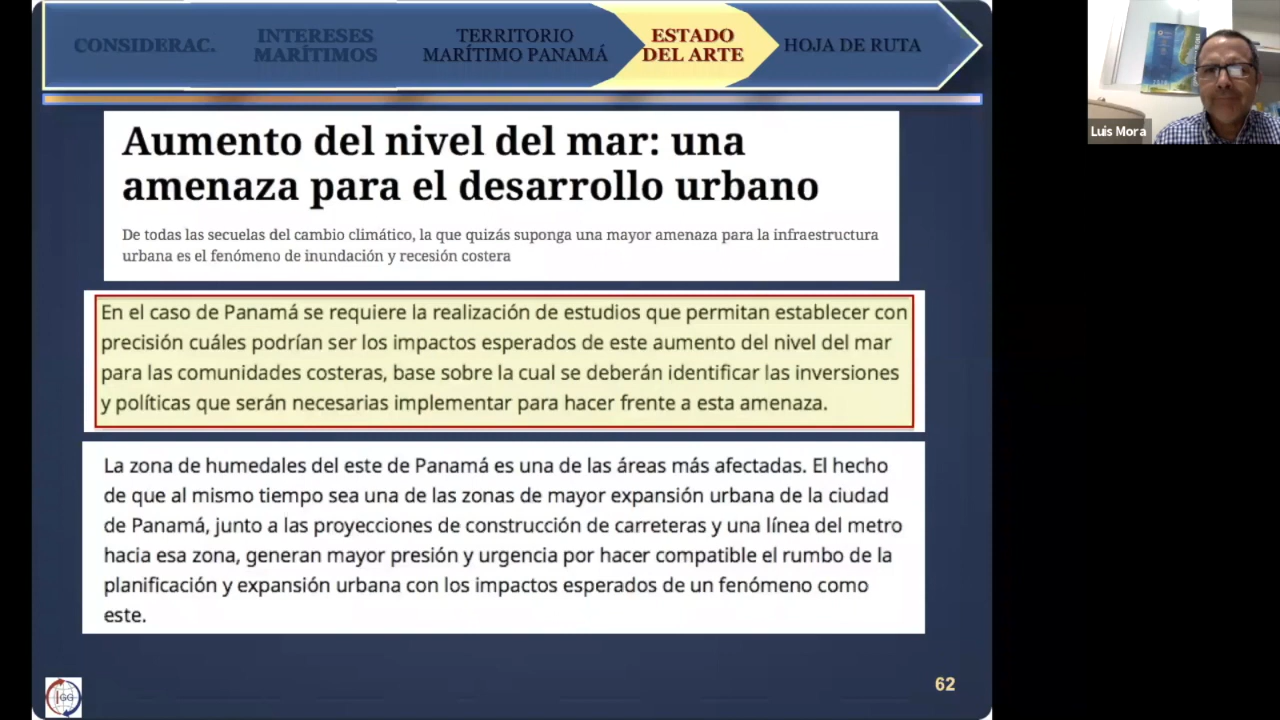 CONSIDERAC.
INTERESES
MARÍTIMOS
TERRITORIO
MARÍTIMO PANAMÁ
ESTADO
DEL ARTE
HOJA DE RUTA
Luis Mora
Aumento del nivel del mar: una
amenaza para el desarrollo urbano
De todas las secuelas del cambio climático, la que quizás suponga una mayor amenaza para la infraestructura
urbana es el fenómeno de inundación y recesión costera
En el caso de Panamá se requiere la realización de estudios que permitan establecer con
precisión cuáles podrían ser los impactos esperados de este aumento del nivel del mar
para las comunidades costeras, base sobre la cual se deberán identificar las inversiones
y políticas que serán necesarias implementar para hacer frente a esta amenaza.
La zona de humedales del este de Panamá es una de las áreas más afectadas. El hecho
de que al mismo tiempo sea una de las zonas de mayor expansión urbana de la ciudad
de Panamá, junto a las proyecciones de construcción de carreteras y una línea del metro
hacia esa zona, generan mayor presión y urgencia por hacer compatible el rumbo de la
planificación y expansión urbana con los impactos esperados de un fenómeno como
este.
62